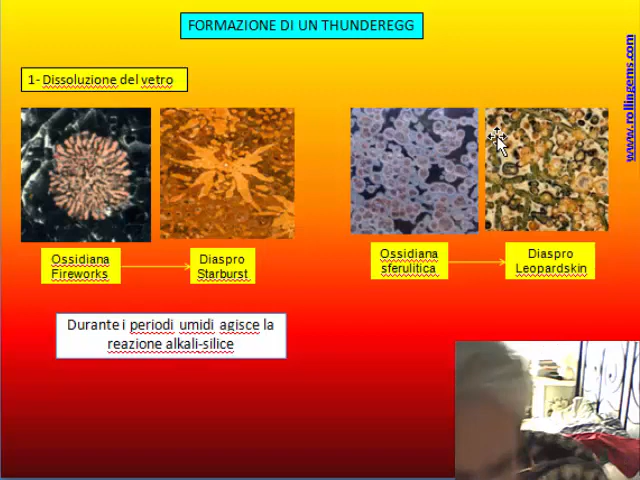 FORMAZIONE DI UN THUNDEREGG
1- Dissoluzione del vetro
www.rollingems.com
Ossidiana
Fireworks
Diaspro
Starburst
Ossidiana
sferulitica
Diaspro
Leopardskin
Durante i periodi umidi agisce la
reazione alkali-silice